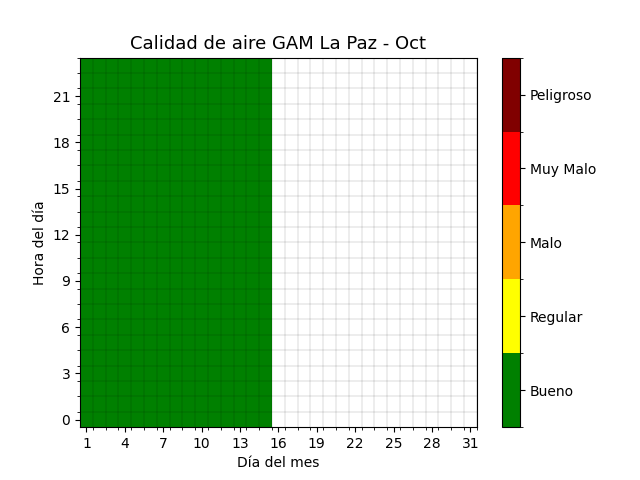 Calidad de aire GAM La Paz - Oct
Hora del día
21
18
15
12
9
6
3
0
1 4 7 10 13 16 19 22 25 28 31
Día del mes
Peligroso
Muy Malo
Malo
Regular
Bueno